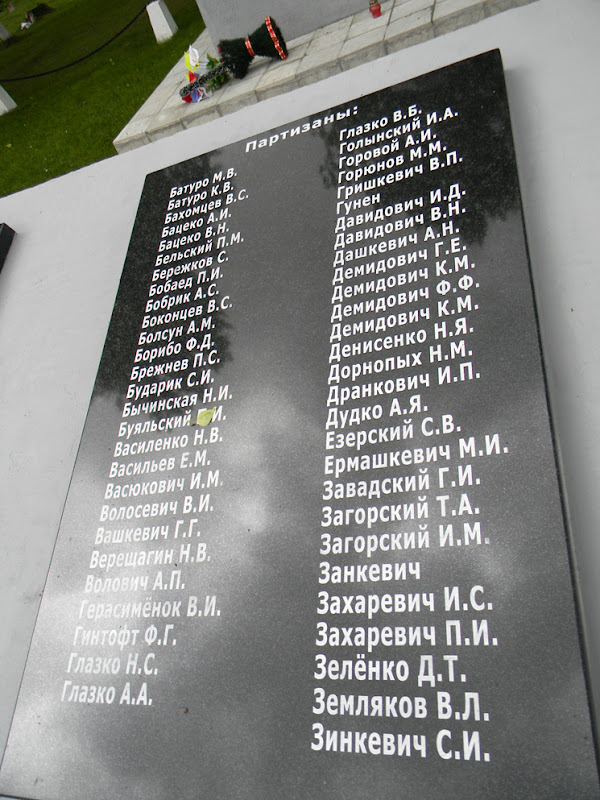 Партизаны:
Батуро М.В.
Батуро К.В.
Бахомцев В.С.
Бацеко А.И.
Бацеко В.Н.
Бельский П.М.
Бережков С.
Бобаед П.И.
Бобрик А.С.
Боконцев В.С.
Болсун А.М.
Борибо Ф.Д.
Брежнев П.С.
Бударик С.И.
Бычинская Н.И.
Буяльский
Василенко Н.В.
Васильев Е.М.
Васюкович И.М.
Волосевич В.И.
Вашкевич Г.Г.
Верещагин Н.В.
Волович А.П.
Герасимёнок В.И.
Гинтофт Ф.Г.
Глазко Н.С.
Глазко А.А.
Глазко В.Б.
Голынский И.А.
Горовой А.И.
Горюнов М.М.
Гришкевич В.П.
Гунен
Давидович И.Д.
Давидович В.Н.
Дашкевич А.Н.
Демидович Г.Е.
Демидович К.М.
Демидович Ф.Ф.
Демидович К.М.
Денисенко Н.Я.
Дорнопых Н.М.
Дранкович И.П.
Дудко А.Я.
Езерский С.В.
Ермашкевич М.И.
Завадский Г.И.
Загорский Т.А.
Загорский И.М.
Занкевич
Захаревич И.С.
Захаревич П.И.
Зелёнко Д.Т.
Земляков В.Л.
Зинкевич С.И.